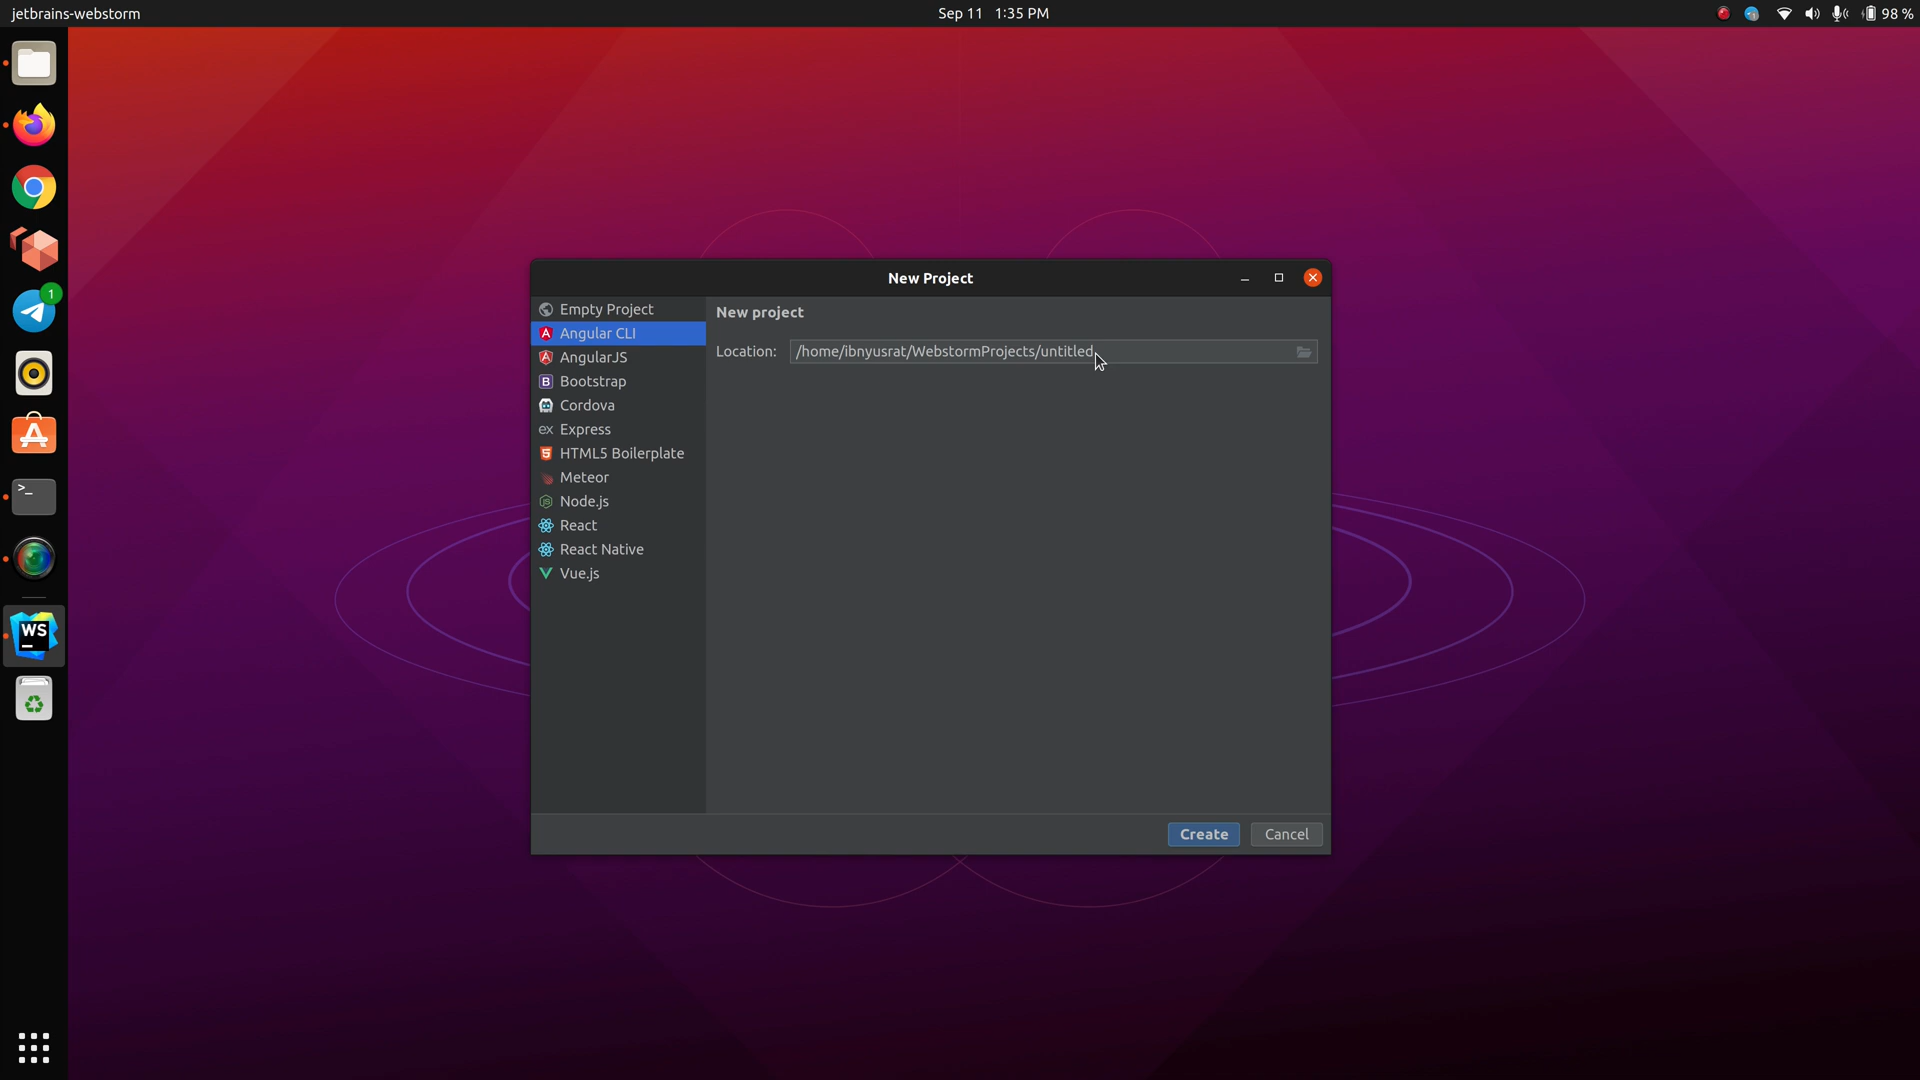 jetbrains-webstorm
Sep 11 1:35 PM
98 %
1
WS
>_
New Project
Empty Project
Angular CLI
AngularJS
Bootstrap
Cordova
Express
HTML5 Boilerplate
Meteor
Node.js
React
React Native
Vue.js
New project
Location: /home/ibnyusrat/WebstormProjects/untitled
Create Cancel